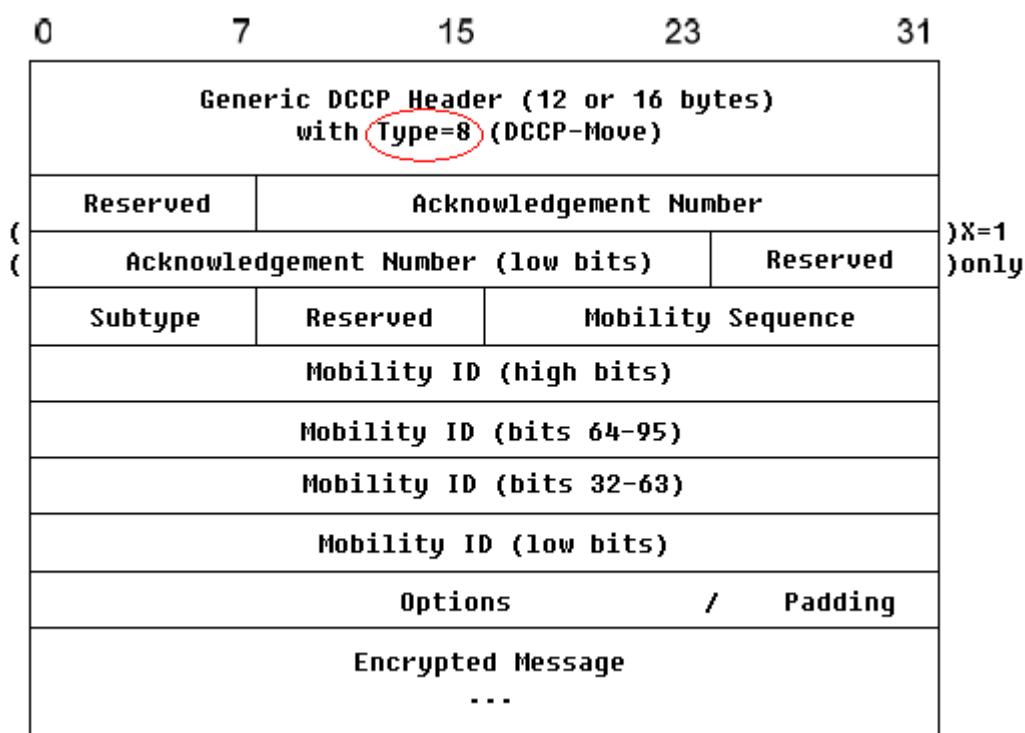 0 7 15 23 31
Generic DCCP Header (12 or 16 bytes)
with Type=8 (DCCP-Move)
Reserved Acknowledgement Number
( Acknowledgement Number (low bits) Reserved )X=1
( )only
Subtype Reserved Mobility Sequence
Mobility ID (high bits)
Mobility ID (bits 64-95)
Mobility ID (bits 32-63)
Mobility ID (low bits)
Options / Padding
Encrypted Message
...